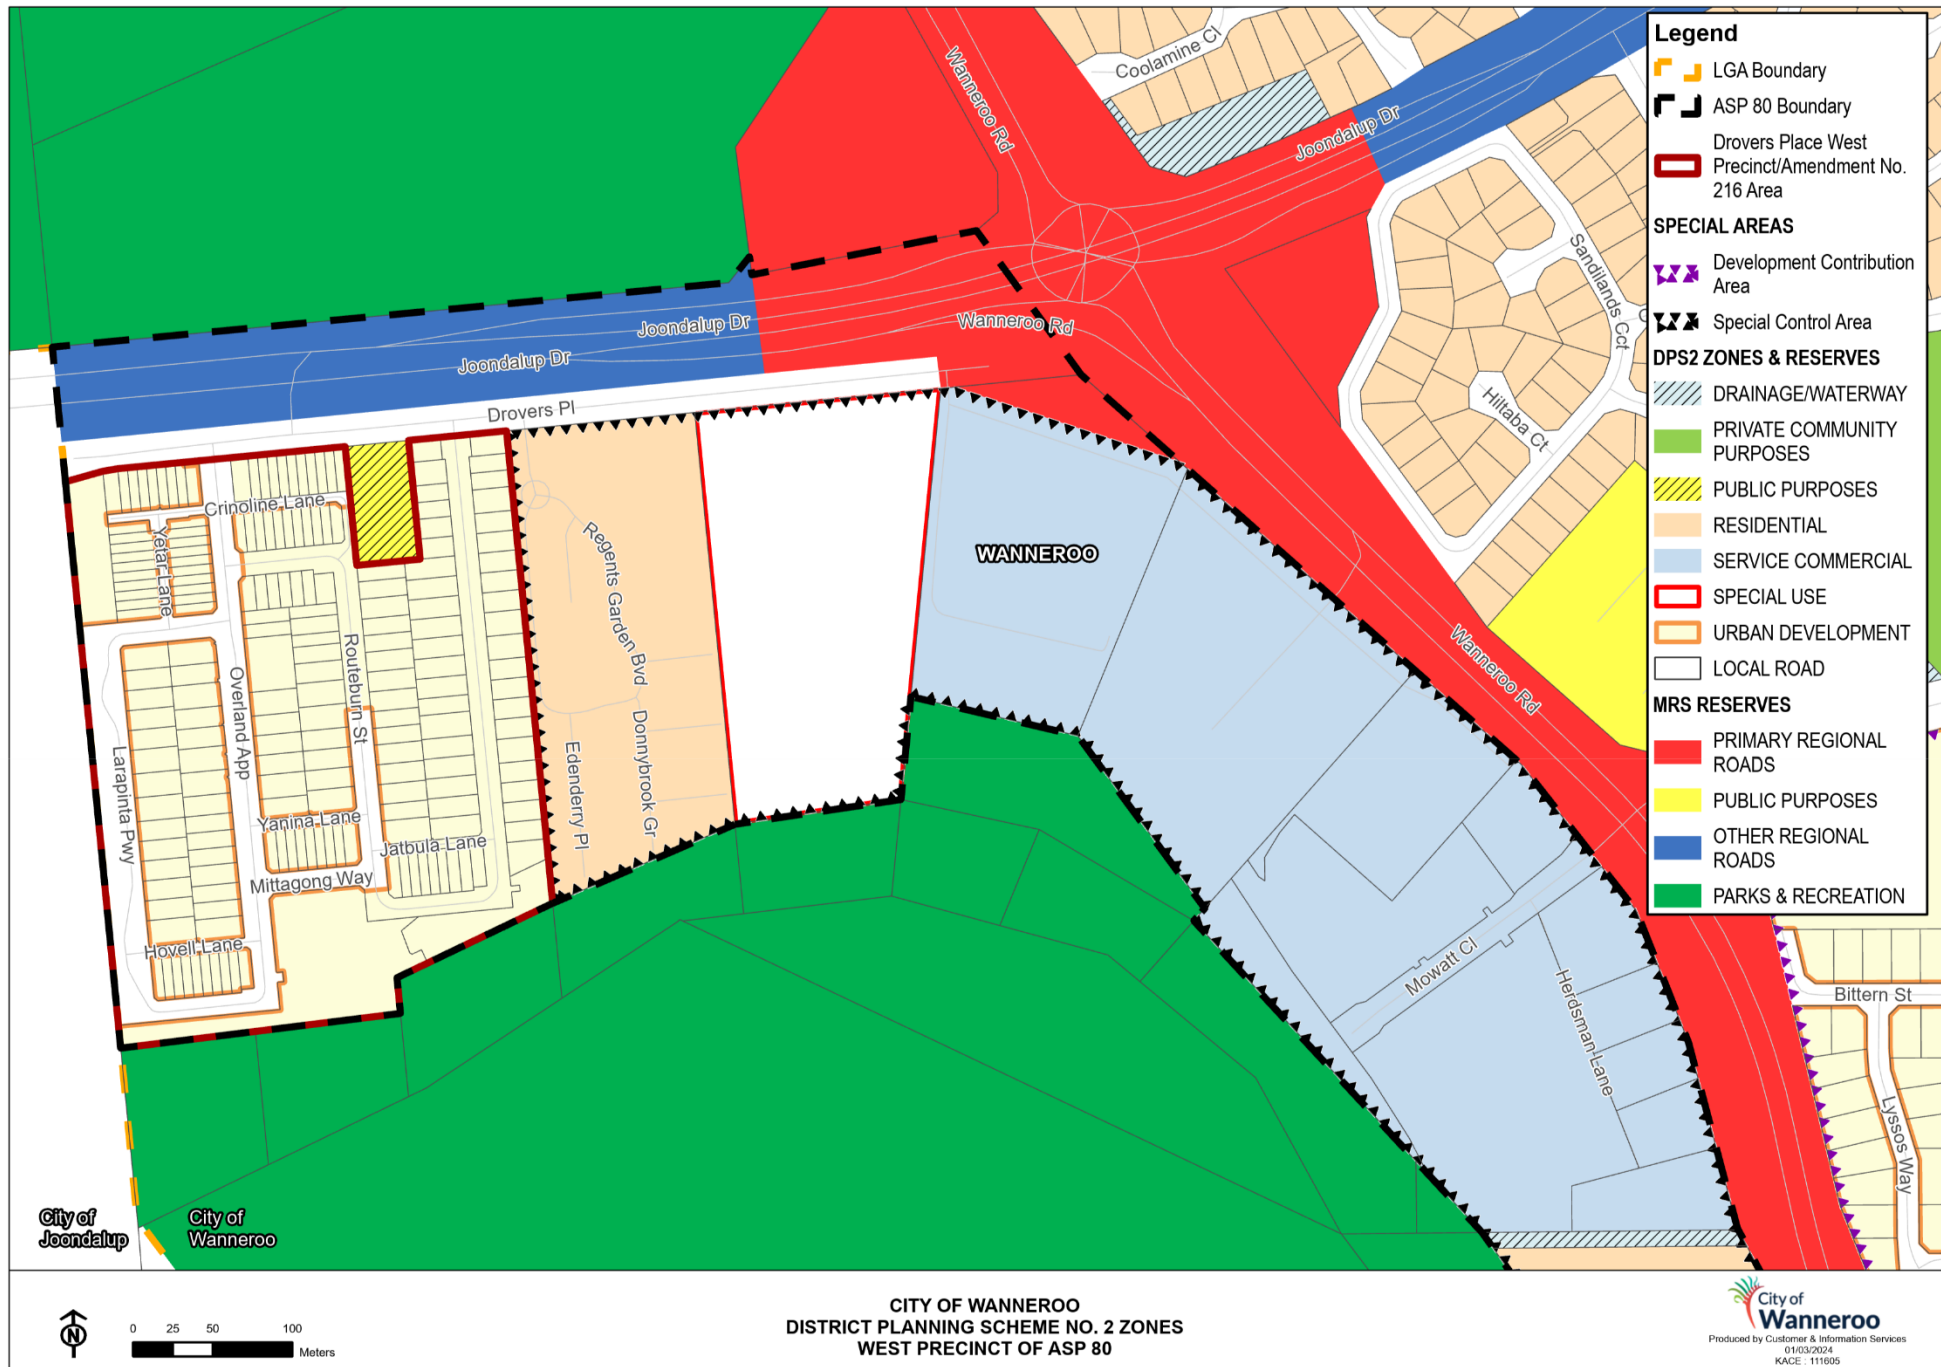 Coolamine Cl
Wanneroo Rd
Joondalup Dr
Sandilands Cct
C
Hiltaba Ct
Wanneroo Rd
Joondalup Dr
Joondalup Dr
Drovers Pl
Crinoline Lane
Yetar Lane
Regents Garden Bvd
WANNEROO
Routeburn St
Overland App
Larapinta Pwy
Donnybrook Gr
Edenderry Pl
Wanneroo Rd
Yanina Lane
Jatbula Lane
Mittagong Way
Hovell Lane
Mowatt Cl
Herdsman Lane
Bittern St
Lyssos Way
City of
Joondalup
City of
Wanneroo
Legend
LGA Boundary
ASP 80 Boundary
Drovers Place West
Precinct/Amendment No.
216 Area
SPECIAL AREAS
Development Contribution
Area
Special Control Area
DPS2 ZONES & RESERVES
DRAINAGE/WATERWAY
PRIVATE COMMUNITY
PURPOSES
PUBLIC PURPOSES
RESIDENTIAL
SERVICE COMMERCIAL
SPECIAL USE
URBAN DEVELOPMENT
LOCAL ROAD
MRS RESERVES
PRIMARY REGIONAL
ROADS
PUBLIC PURPOSES
OTHER REGIONAL
ROADS
PARKS & RECREATION
N
0 25 50 100
Meters
CITY OF WANNEROO
DISTRICT PLANNING SCHEME NO. 2 ZONES
WEST PRECINCT OF ASP 80
City of
Wanneroo
Produced by Customer & Information Services
01/03/2024
KACE : 111605